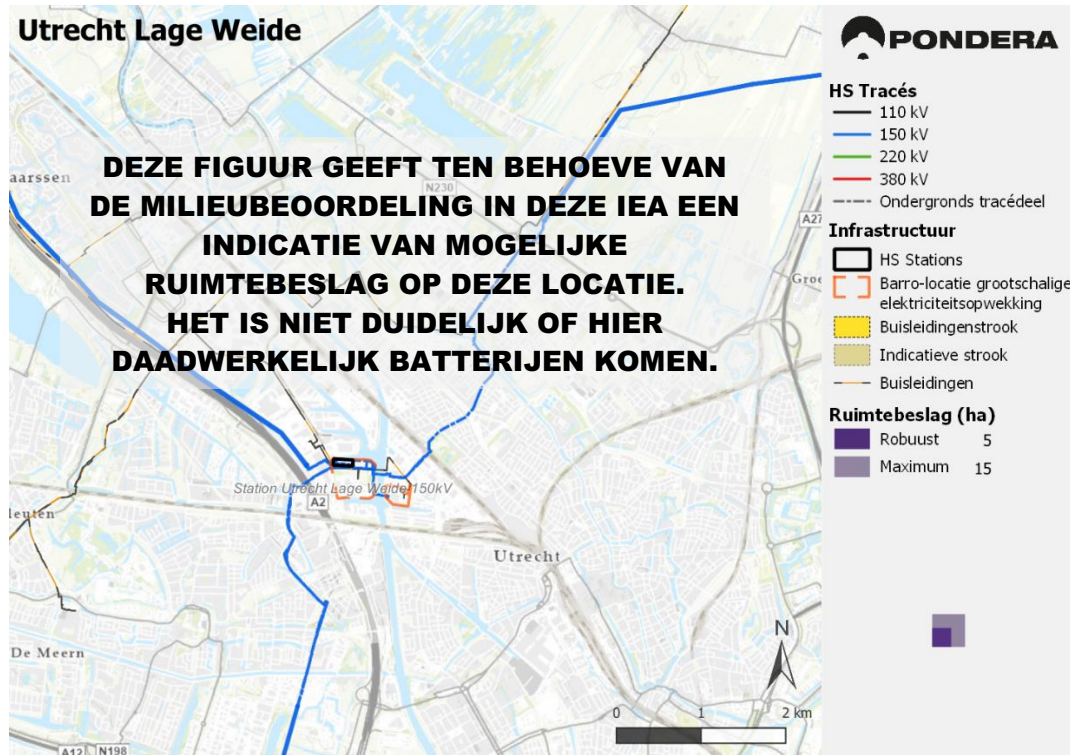 Utrecht Lage Weide
DEZE FIGUUR GEEFT TEN BEHOEVE VAN
DE MILIEUBEOORDELING IN DEZE IEA EEN
INDICATIE VAN MOGELIJKE
RUIMTEBESLAG OP DEZE LOCATIE.
HET IS NIET DUIDELIJK OF HIER
DAADWERKELIJK BATTERIJEN KOMEN.
aarssen
N230
A27
Groe
Station Utrecht Lage Weide 150kV
A2
leuten
Utrecht
De Meern
A12
N198
N
0 1 2 km
PONDERA
HS Tracés
110 kV
150 kV
220 kV
380 kV
Ondergronds tracédeel
Infrastructuur
HS Stations
Barro-locatie grootschalige
elektriciteitsopwekking
Buisleidingenstrook
Indicatieve strook
Buisleidingen
Ruimtebeslag (ha)
Robuust 5
Maximum 15